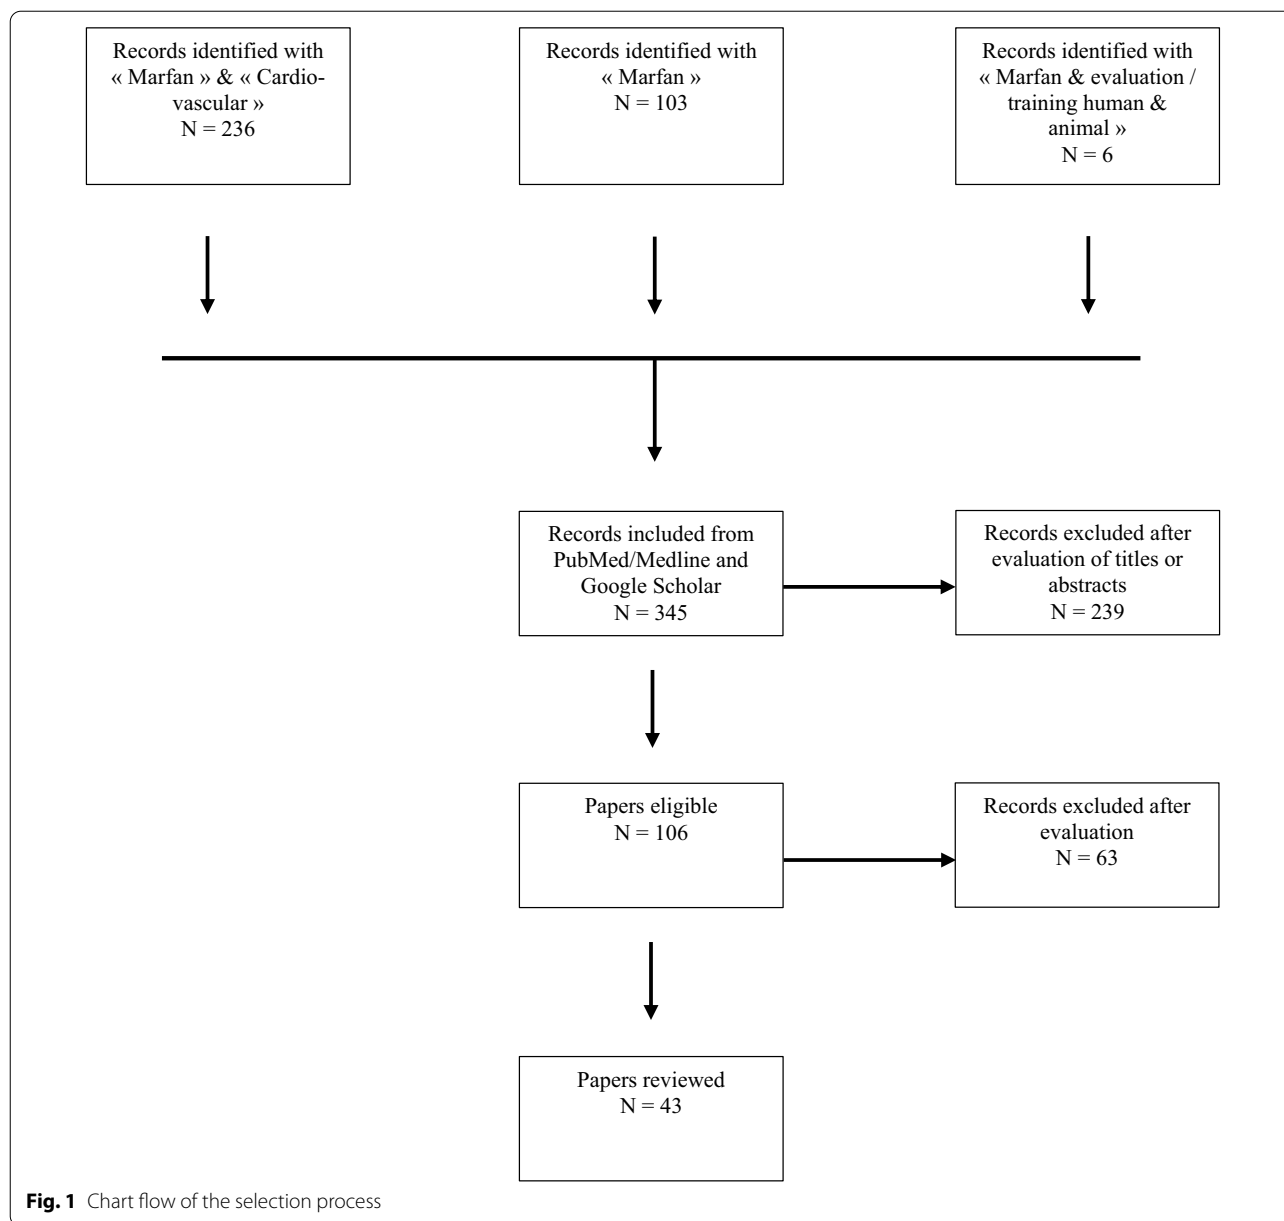 Records identified with
« Marfan » & « Cardio-
vascular »
N = 236
Records identified with
« Marfan »
N = 103
Records identified with
« Marfan & evaluation /
training human &
animal »
N = 6
Records included from
PubMed/Medline and
Google Scholar
N = 345
Records excluded after
evaluation of titles or
abstracts
N = 239
Papers eligible
N = 106
Records excluded after
evaluation
N = 63
Papers reviewed
N = 43
Fig. 1 Chart flow of the selection process